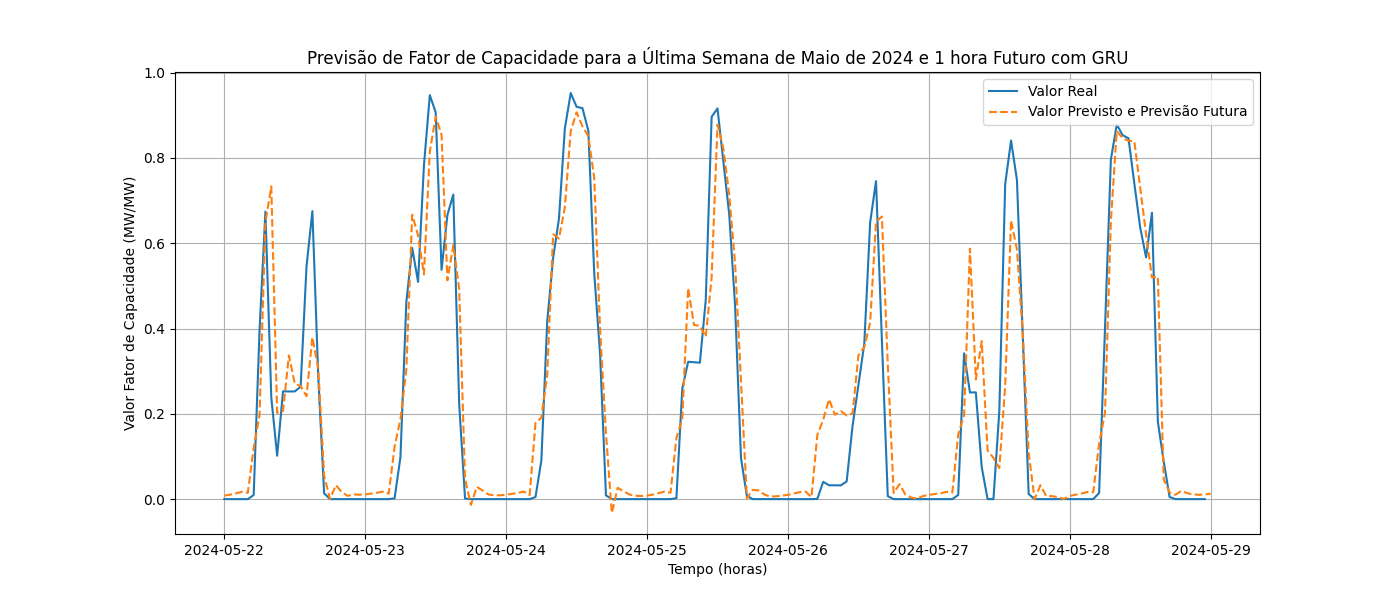 Previsão de Fator de Capacidade para a Última Semana de Maio de 2024 e 1 hora Futuro com GRU
Valor Real
Valor Previsto e Previsão Futura
Valor Fator de Capacidade (MW/MW)
1.0
0.8
0.6
0.4
0.2
0.0
2024-05-22 2024-05-23 2024-05-24 2024-05-25 2024-05-26 2024-05-27 2024-05-28 2024-05-29
Tempo (horas)